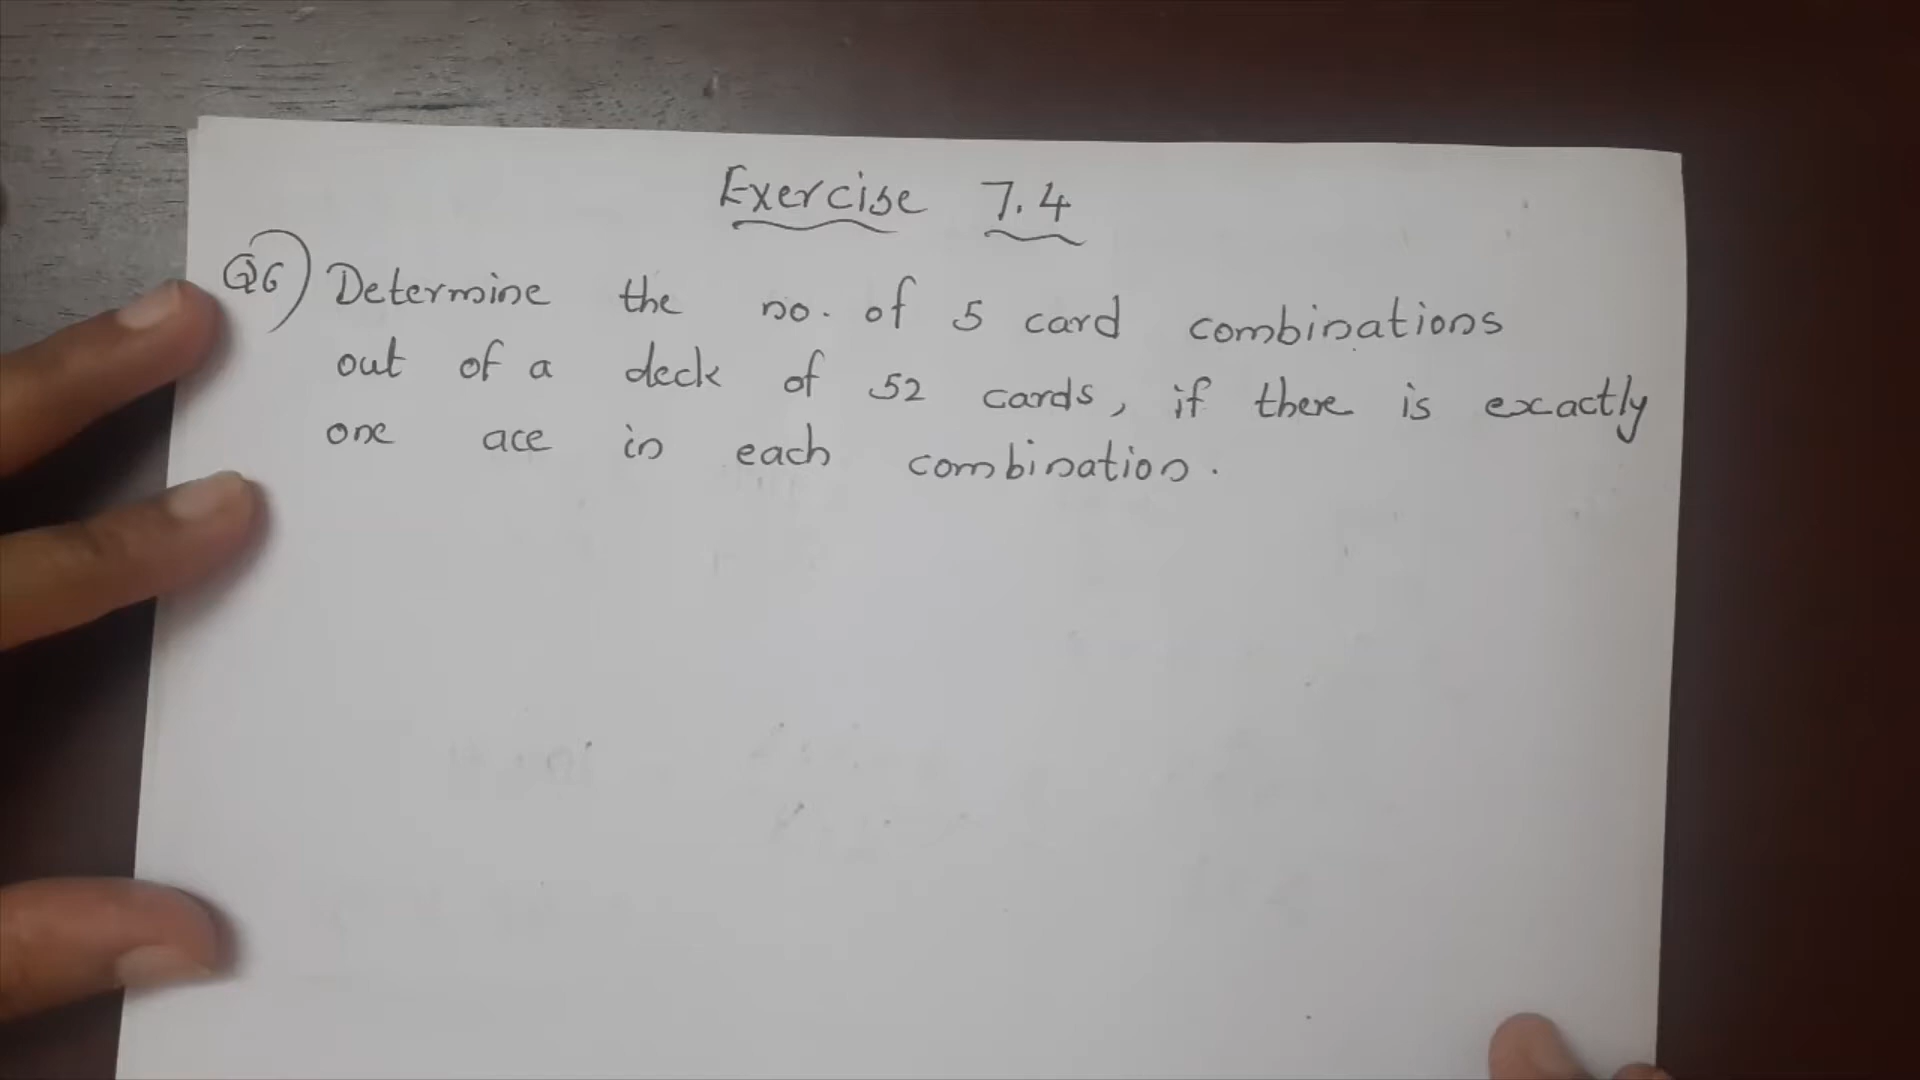 Exercise 7.4
Q6) Determine the no. of 5 card combinations
out of a deck of 52 cards, if there is exactly
one ace in each combination.